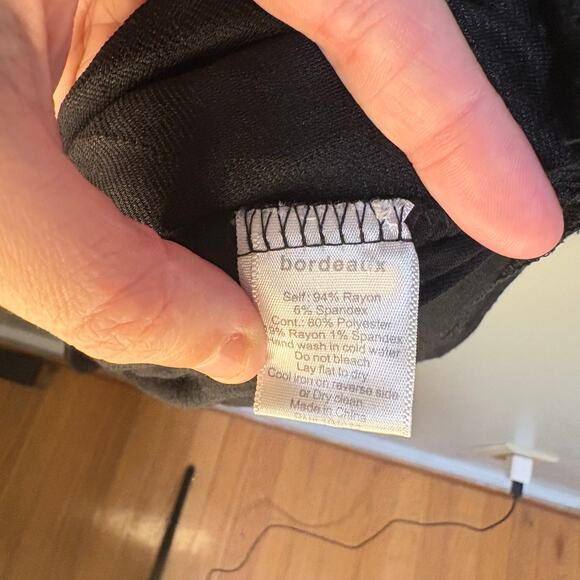 bordeaux
Self: 94% Rayon
6% Spandex
Cont.: 80% Polyester
Rayon 1% Spandex
Hand wash in cold water
Do not bleach
Lay flat to dry
Cool iron on reverse side
or Dry clean
Made in China